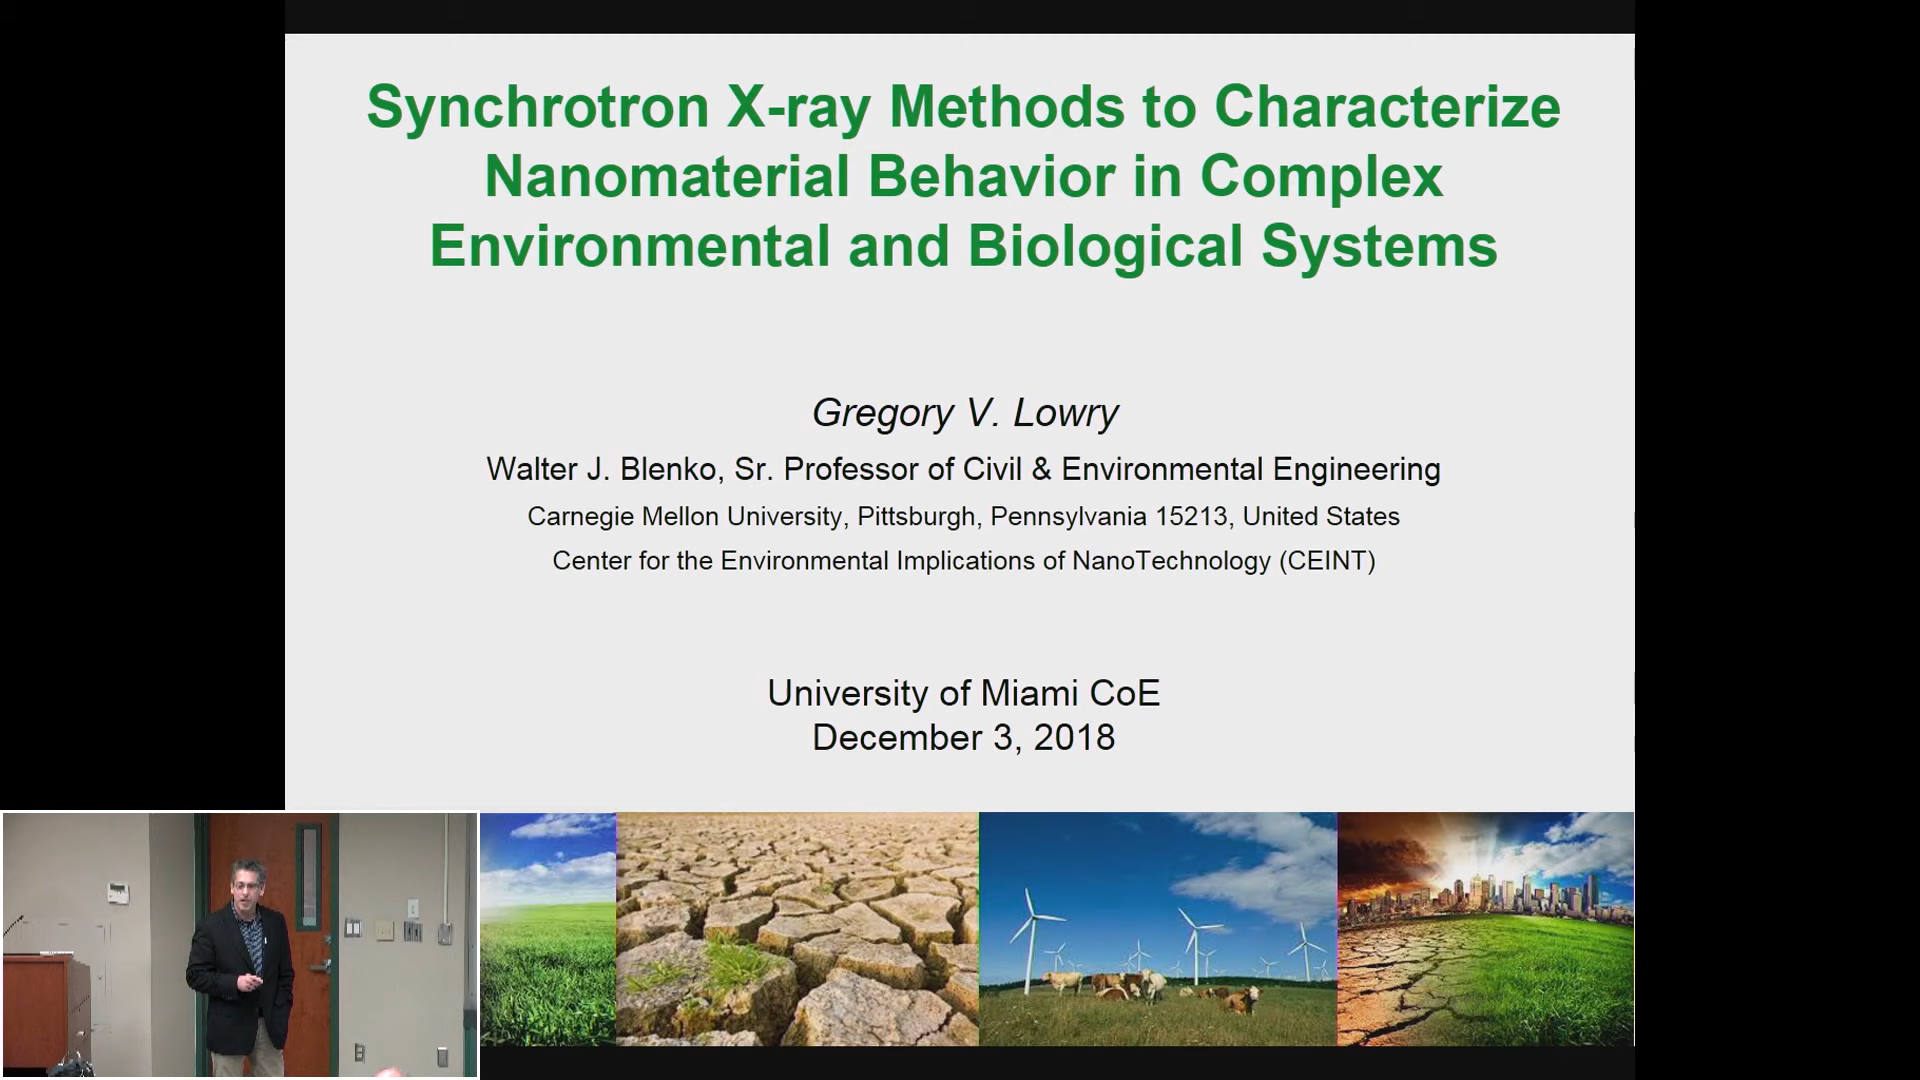 Synchrotron X-ray Methods to Characterize
Nanomaterial Behavior in Complex
Environmental and Biological Systems
Gregory V. Lowry
Walter J. Blenko, Sr. Professor of Civil & Environmental Engineering
Carnegie Mellon University, Pittsburgh, Pennsylvania 15213, United States
Center for the Environmental Implications of NanoTechnology (CEINT)
University of Miami CoE
December 3, 2018